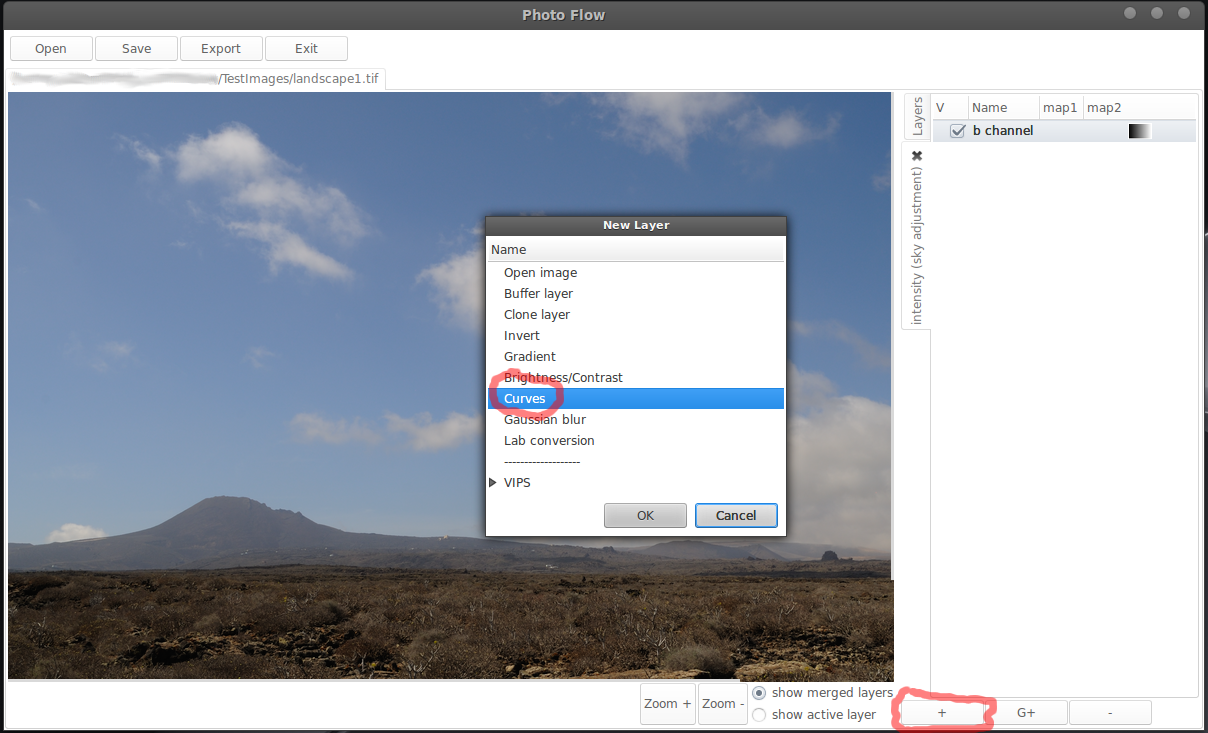 Photo Flow
Open Save Export Exit
/TestImages/landscape1.tif
Layers
intensity (sky adjustment)
V Name map1 map2
b channel
New Layer
Name
Open image
Buffer layer
Clone layer
Invert
Gradient
Brightness/Contrast
Curves
Gaussian blur
Lab conversion
-------------------
VIPS
OK Cancel
Zoom + Zoom -
show merged layers
show active layer
+ G+ -